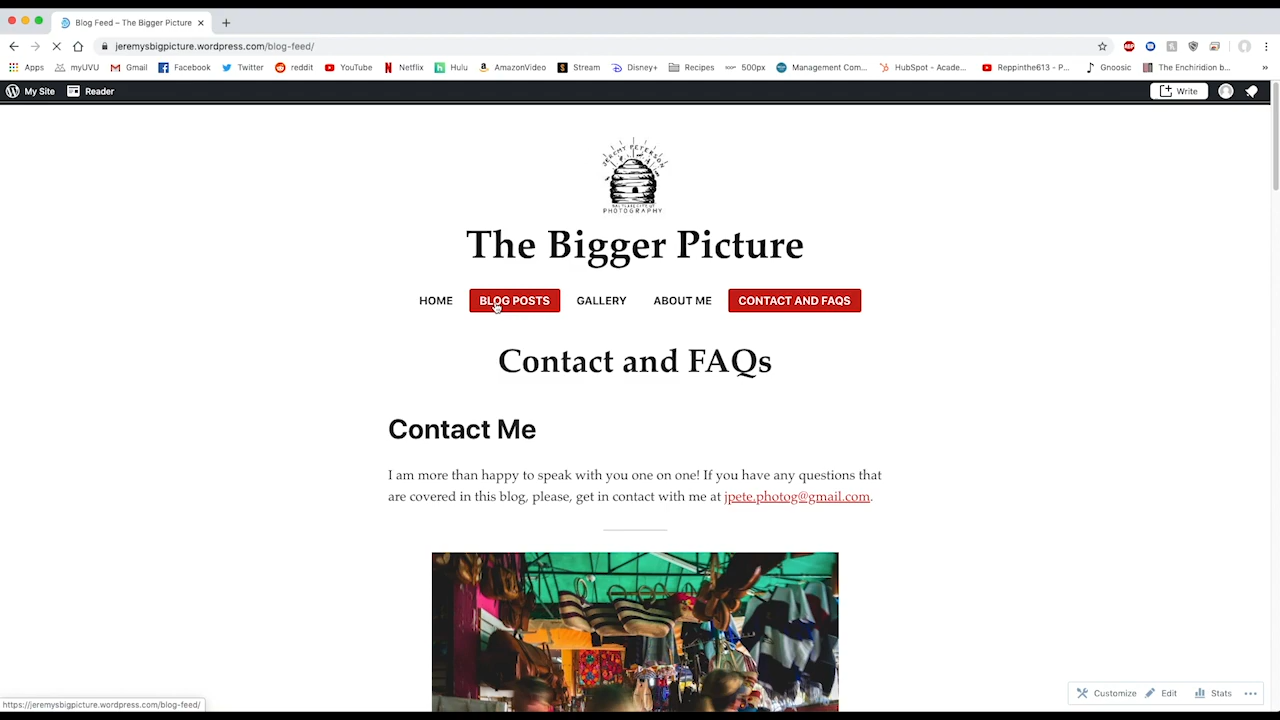 Blog Feed – The Bigger Picture
jeremysbigpicture.wordpress.com/blog-feed/
ABP
Apps myUVU Gmail Facebook Twitter reddit YouTube Netflix Hulu AmazonVideo Stream Disney+ Recipes 500px Management Com... HubSpot - Acade... Reppinthe613 - P... Gnoosic The Enchiridion b... »
My Site Reader Write
JEREMY PETERSON
PHOTOGRAPHY
The Bigger Picture
HOME BLOG POSTS GALLERY ABOUT ME CONTACT AND FAQS
Contact and FAQs
Contact Me
I am more than happy to speak with you one on one! If you have any questions that
are covered in this blog, please, get in contact with me at jpete.photog@gmail.com.
Customize Edit Stats
https://jeremysbigpicture.wordpress.com/blog-feed/